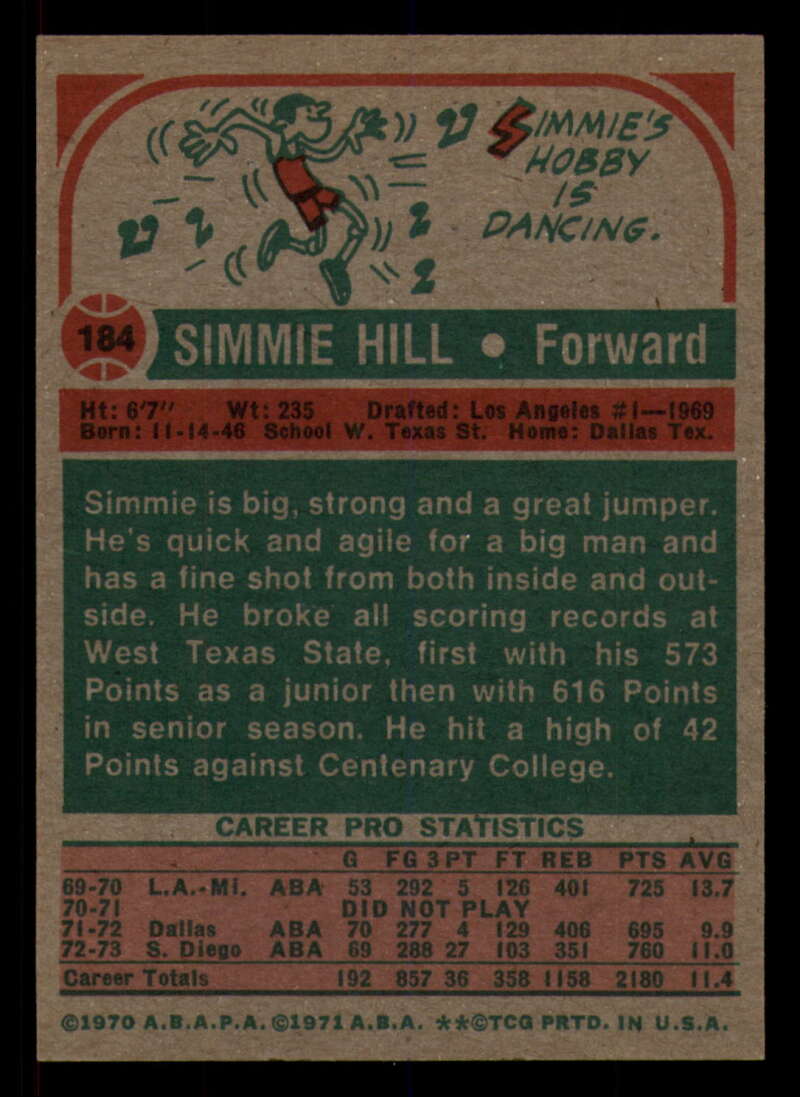 SIMMIE'S
HOBBY
IS
DANCING.
184 SIMMIE HILL • Forward
Ht: 6'7" Wt: 235 Drafted: Los Angeles #1—1969
Born: 11-14-46 School W. Texas St. Home: Dallas Tex.
Simmie is big, strong and a great jumper.
He's quick and agile for a big man and
has a fine shot from both inside and out-
side. He broke all scoring records at
West Texas State, first with his 573
Points as a junior then with 616 Points
in senior season. He hit a high of 42
Points against Centenary College.
CAREER PRO STATISTICS
G FG 3PT FT REB PTS AVG
69-70 L.A.-Mi. ABA 53 292 5 126 401 725 13.7
70-71 DID NOT PLAY
71-72 Dallas ABA 70 277 4 129 406 695 9.9
72-73 S. Diego ABA 69 288 27 103 351 760 11.0
Career Totals 192 857 36 358 1158 2180 11.4
©1970 A.B.A.P.A. ©1971 A.B.A. **©TCG PRTD. IN U.S.A.